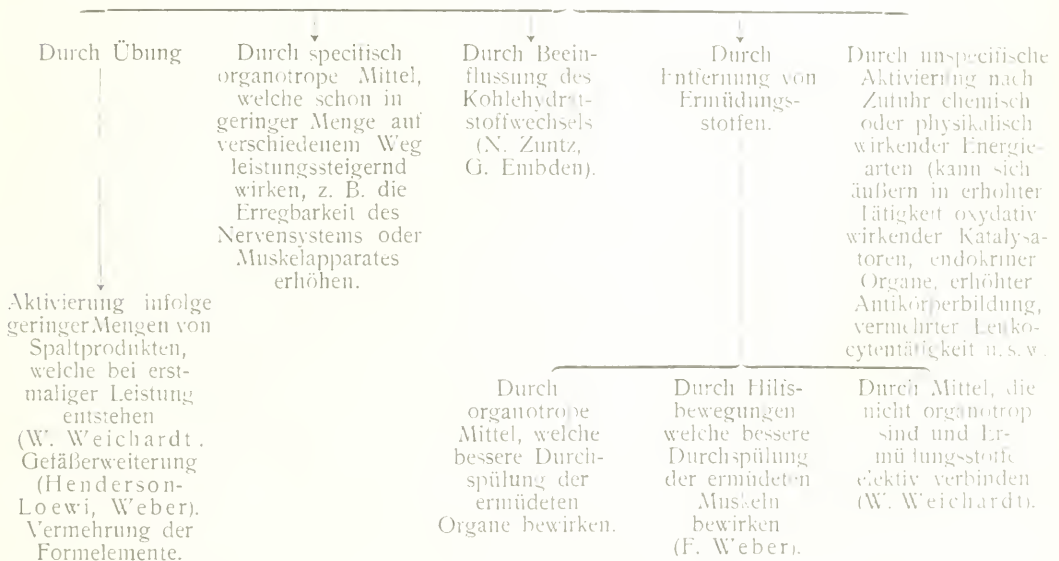 Durch Übung
Aktivierung infolge
geringer Mengen von
Spaltprodukten,
welche bei erst-
maliger Leistung
entstehen
(W. Weichardt.
Gefäßerweiterung
(Henderson-
Loewi, Weber).
Vermehrung der
Formelemente.
Durch specifisch
organotrope Mittel,
welche schon in
geringer Menge auf
verschiedenem Weg
leistungssteigernd
wirken, z. B. die
Erregbarkeit des
Nervensystems oder
Muskelapparates
erhöhen.
Durch Beein-
flussung des
Kohlehydrat-
stoffwechsels
(N. Zuntz,
G. Embden).
Durch
Entfernung von
Ermüdungs-
stoffen.
Durch organotrope
Mittel, welche
bessere Durch-
spülung der
ermüdeten
Organe bewirken.
Durch Hilfs-
bewegungen
welche bessere
Durchspülung
der ermüdeten
Muskeln
bewirken
(F. Weber).
Durch Mittel, die
nicht organotrop
sind und Er-
müdungsstoffe
elektiv verbinden
(W. Weichardt).
Durch unspecifische
Aktivierung nach
Zufuhr chemisch
oder physikalisch
wirkender Energie-
arten (kann sich
äußern in erhöhter
Tätigkeit oxydativ
wirkender Katalysa-
toren, endokriner
Organe, erhöhter
Antikörperbildung,
vermehrter Leuko-
cytentätigkeit u. s. w.